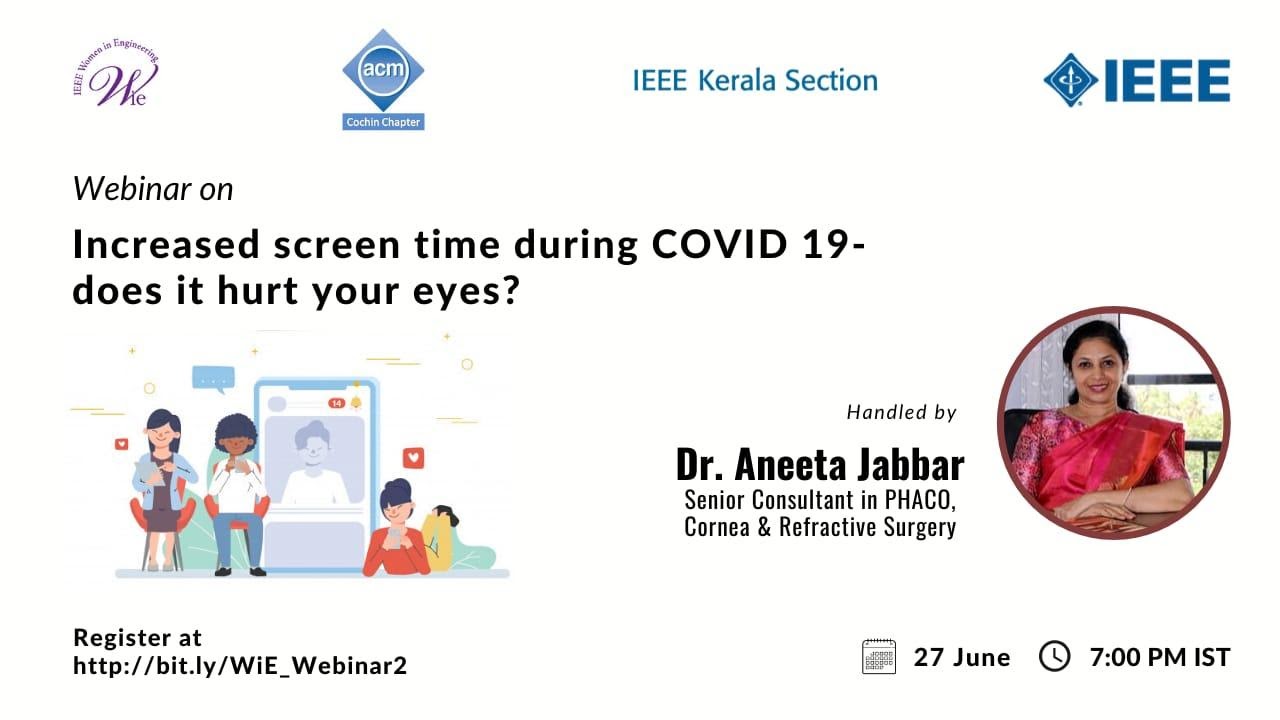 IEEE Women in Engineering
Wie
acm
Cochin Chapter
IEEE Kerala Section
IEEE
Webinar on
Increased screen time during COVID 19-
does it hurt your eyes?
14
Handled by
Dr. Aneeta Jabbar
Senior Consultant in PHACO,
Cornea & Refractive Surgery
Register at
http://bit.ly/WiE_Webinar2
27 June
7:00 PM IST